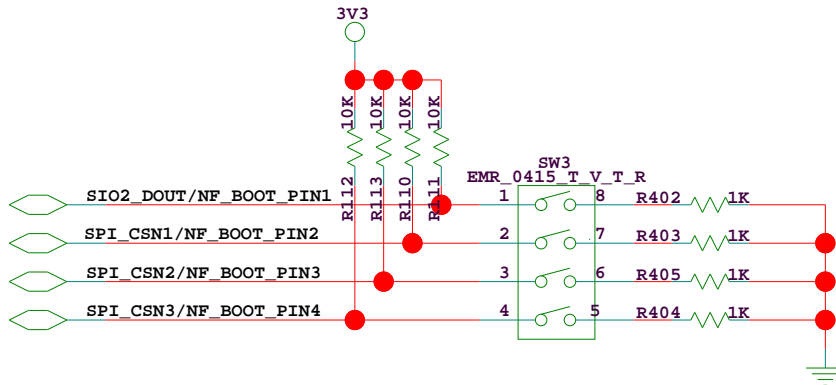 3V3
10K 10K 10K 10K
R112 R113 R110 R111
SW3
EMR_0415_T_V_T_R
SIO2_DOUT/NF_BOOT_PIN1 1 8 R402 1K
SPI_CSN1/NF_BOOT_PIN2 2 7 R403 1K
SPI_CSN2/NF_BOOT_PIN3 3 6 R405 1K
SPI_CSN3/NF_BOOT_PIN4 4 5 R404 1K